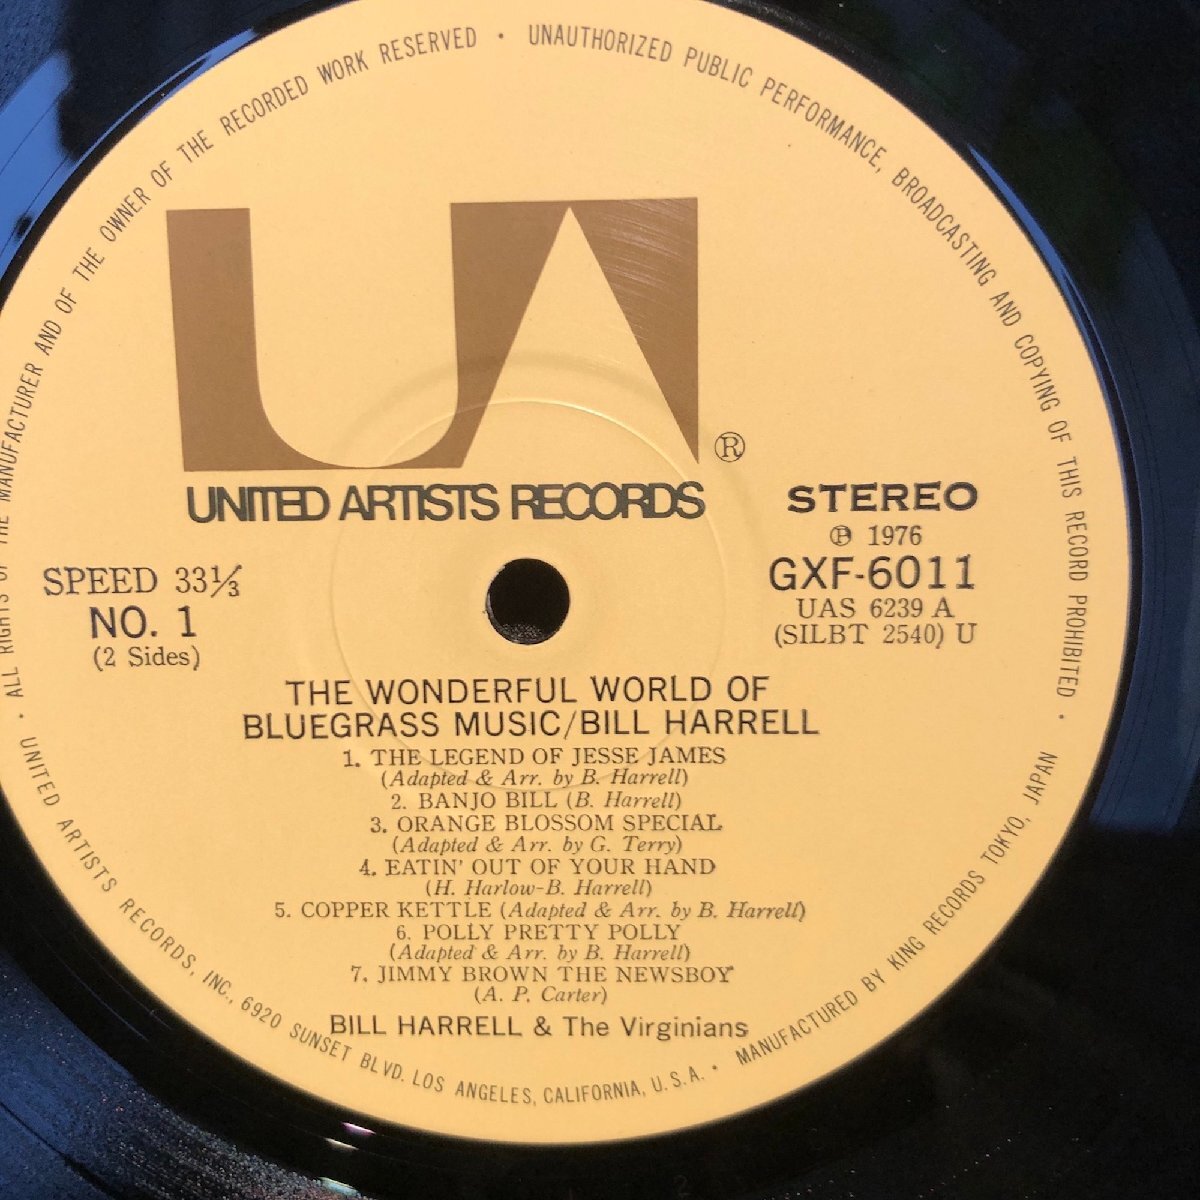 ALL RIGHTS OF THE MANUFACTURER AND OF THE OWNER OF THE RECORDED WORK RESERVED • UNAUTHORIZED PUBLIC PERFORMANCE, BROADCASTING AND COPYING OF THIS RECORD PROHIBITED •
UA ®
UNITED ARTISTS RECORDS
STEREO
Ⓟ 1976
GXF-6011
UAS 6239 A
(SILBT 2540) U
SPEED 33⅓
NO. 1
(2 Sides)
THE WONDERFUL WORLD OF
BLUEGRASS MUSIC/BILL HARRELL
1. THE LEGEND OF JESSE JAMES
(Adapted & Arr. by B. Harrell)
2. BANJO BILL (B. Harrell)
3. ORANGE BLOSSOM SPECIAL
(Adapted & Arr. by G. Terry)
4. EATIN' OUT OF YOUR HAND
(H. Harlow-B. Harrell)
5. COPPER KETTLE (Adapted & Arr. by B. Harrell)
6. POLLY PRETTY POLLY
(Adapted & Arr. by B. Harrell)
7. JIMMY BROWN THE NEWSBOY
(A. P. Carter)
BILL HARRELL & The Virginians
• UNITED ARTISTS RECORDS, INC., 6920 SUNSET BLVD. LOS ANGELES, CALIFORNIA, U.S.A. • MANUFACTURED BY KING RECORDS TOKYO, JAPAN